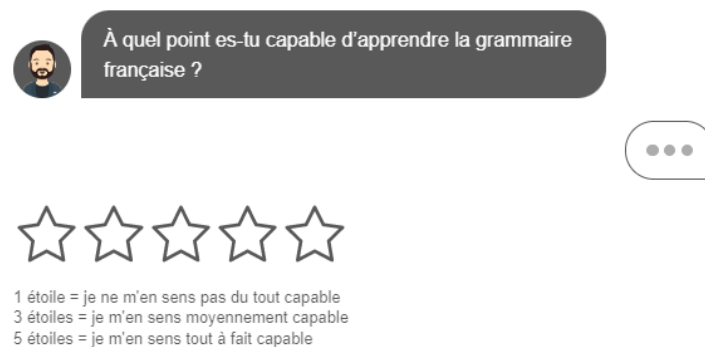 À quel point es-tu capable d’apprendre la grammaire
française ?
1 étoile = je ne m'en sens pas du tout capable
3 étoiles = je m'en sens moyennement capable
5 étoiles = je m'en sens tout à fait capable